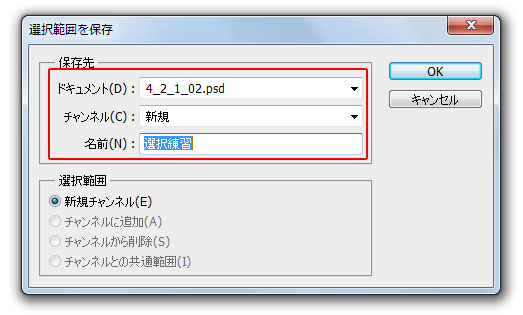 選択範囲を保存
保存先
ドキュメント(D)： 4_2_1_02.psd
チャンネル(C)： 新規
名前(N)： 選択練習
選択範囲
新規チャンネル(E)
チャンネルに追加(A)
チャンネルから削除(S)
チャンネルとの共通範囲(I)
OK
キャンセル